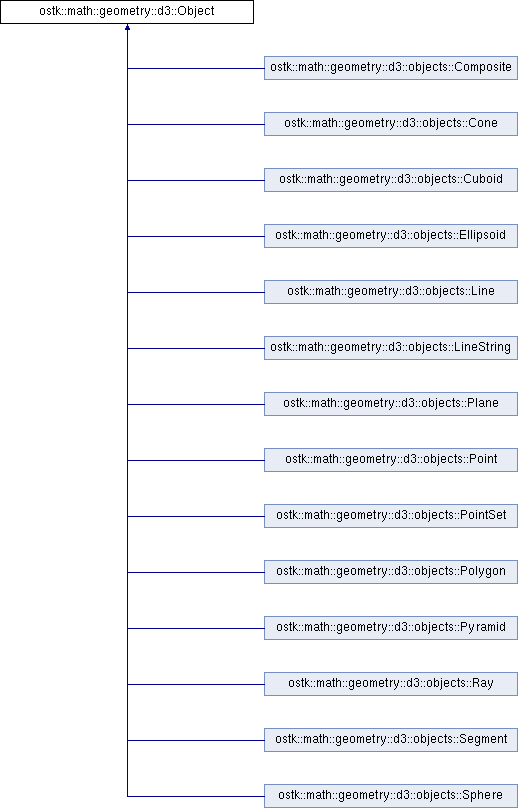 ostk::math::geometry::d3::Object
ostk::math::geometry::d3::objects::Composite
ostk::math::geometry::d3::objects::Cone
ostk::math::geometry::d3::objects::Cuboid
ostk::math::geometry::d3::objects::Ellipsoid
ostk::math::geometry::d3::objects::Line
ostk::math::geometry::d3::objects::LineString
ostk::math::geometry::d3::objects::Plane
ostk::math::geometry::d3::objects::Point
ostk::math::geometry::d3::objects::PointSet
ostk::math::geometry::d3::objects::Polygon
ostk::math::geometry::d3::objects::Pyramid
ostk::math::geometry::d3::objects::Ray
ostk::math::geometry::d3::objects::Segment
ostk::math::geometry::d3::objects::Sphere